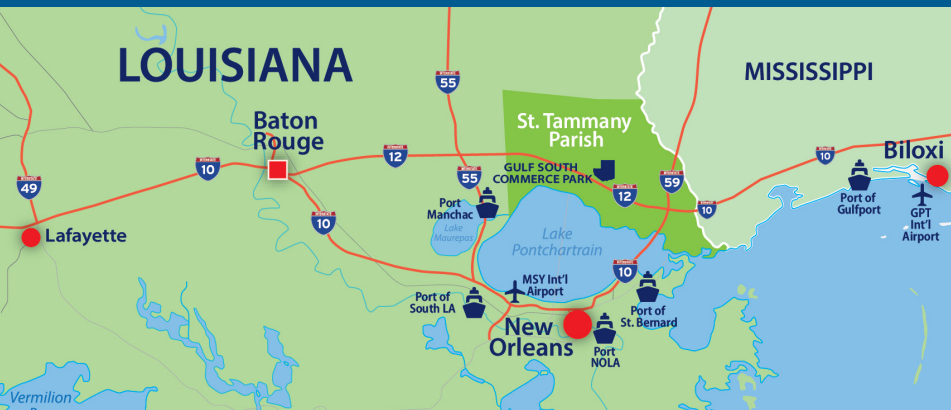 LOUISIANA
MISSISSIPPI
55
Baton
Rouge
St. Tammany
Parish
12
10
10
Biloxi
GULF SOUTH
COMMERCE PARK
49
55
12
59
10
Port
Manchac
Port of
Gulfport
GPT
Int'l
Airport
Lafayette
10
Lake
Maurepas
Lake
Pontchartrain
10
MSY Int'l
Airport
Port of
South LA
Port of
St. Bernard
New
Orleans
Port
NOLA
Vermilion